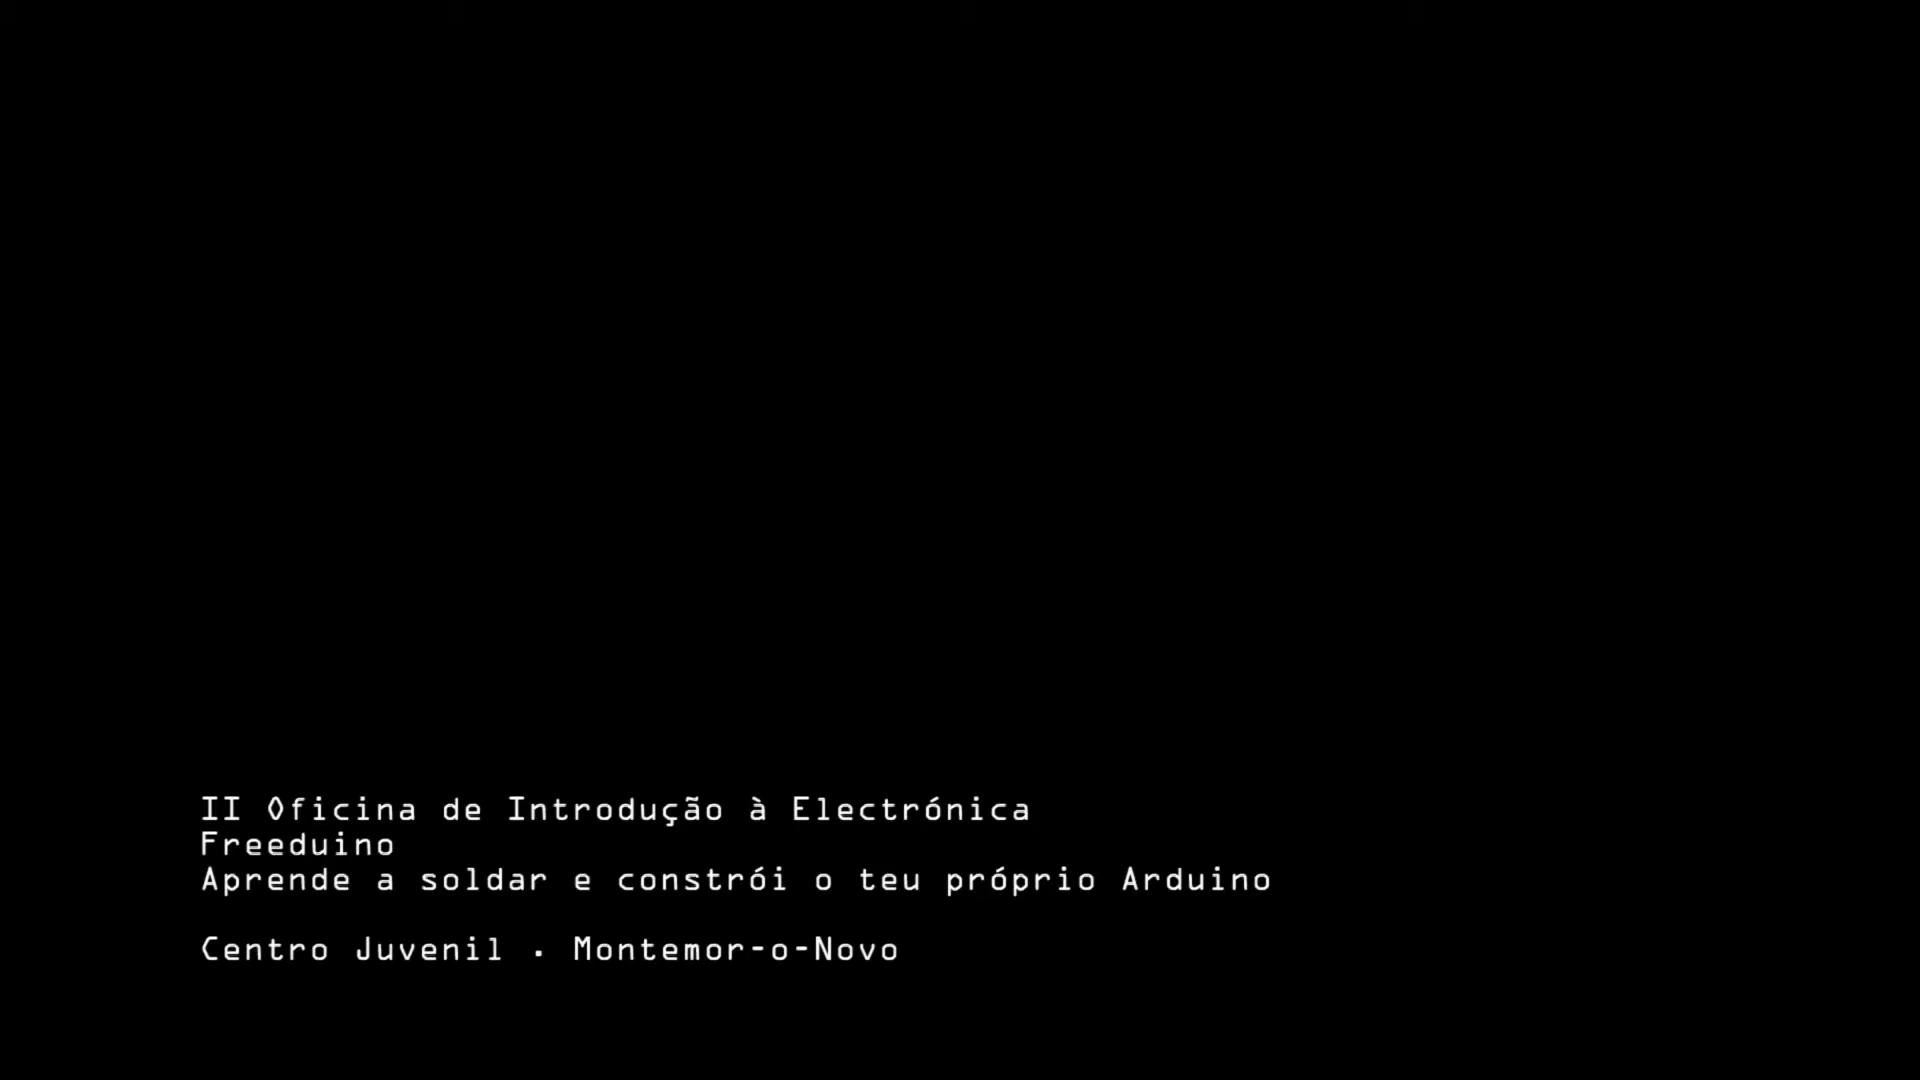 II Oficina de Introdução à Electrónica
Freeduino
Aprende a soldar e constrói o teu próprio Arduino
Centro Juvenil . Montemor-o-Novo